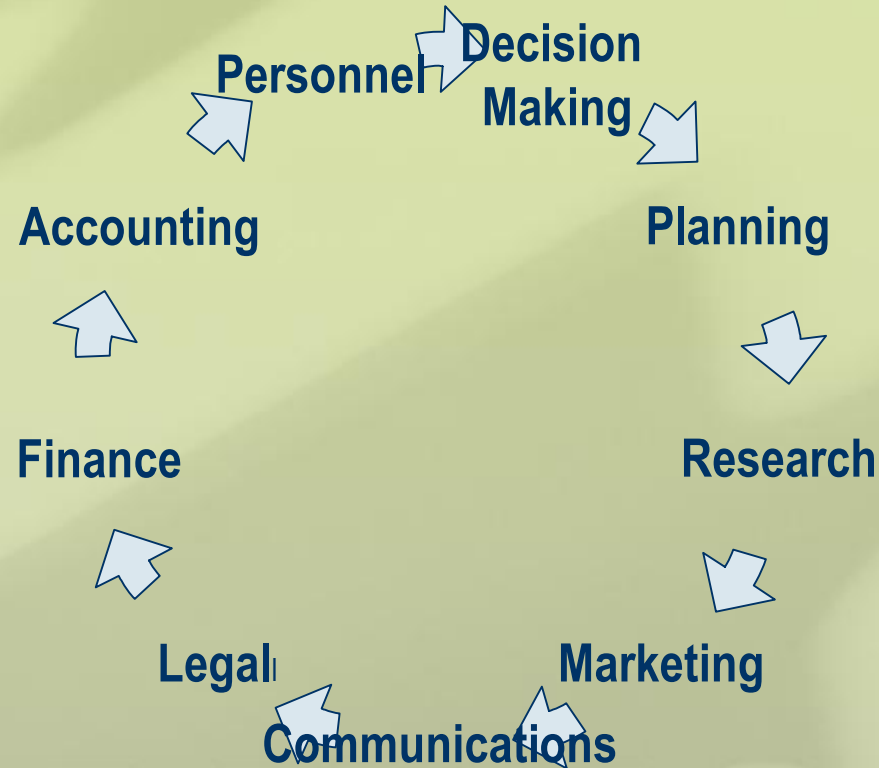 Decision
Making
Planning
Research
Marketing
Communications
Legal
Finance
Accounting
Personnel